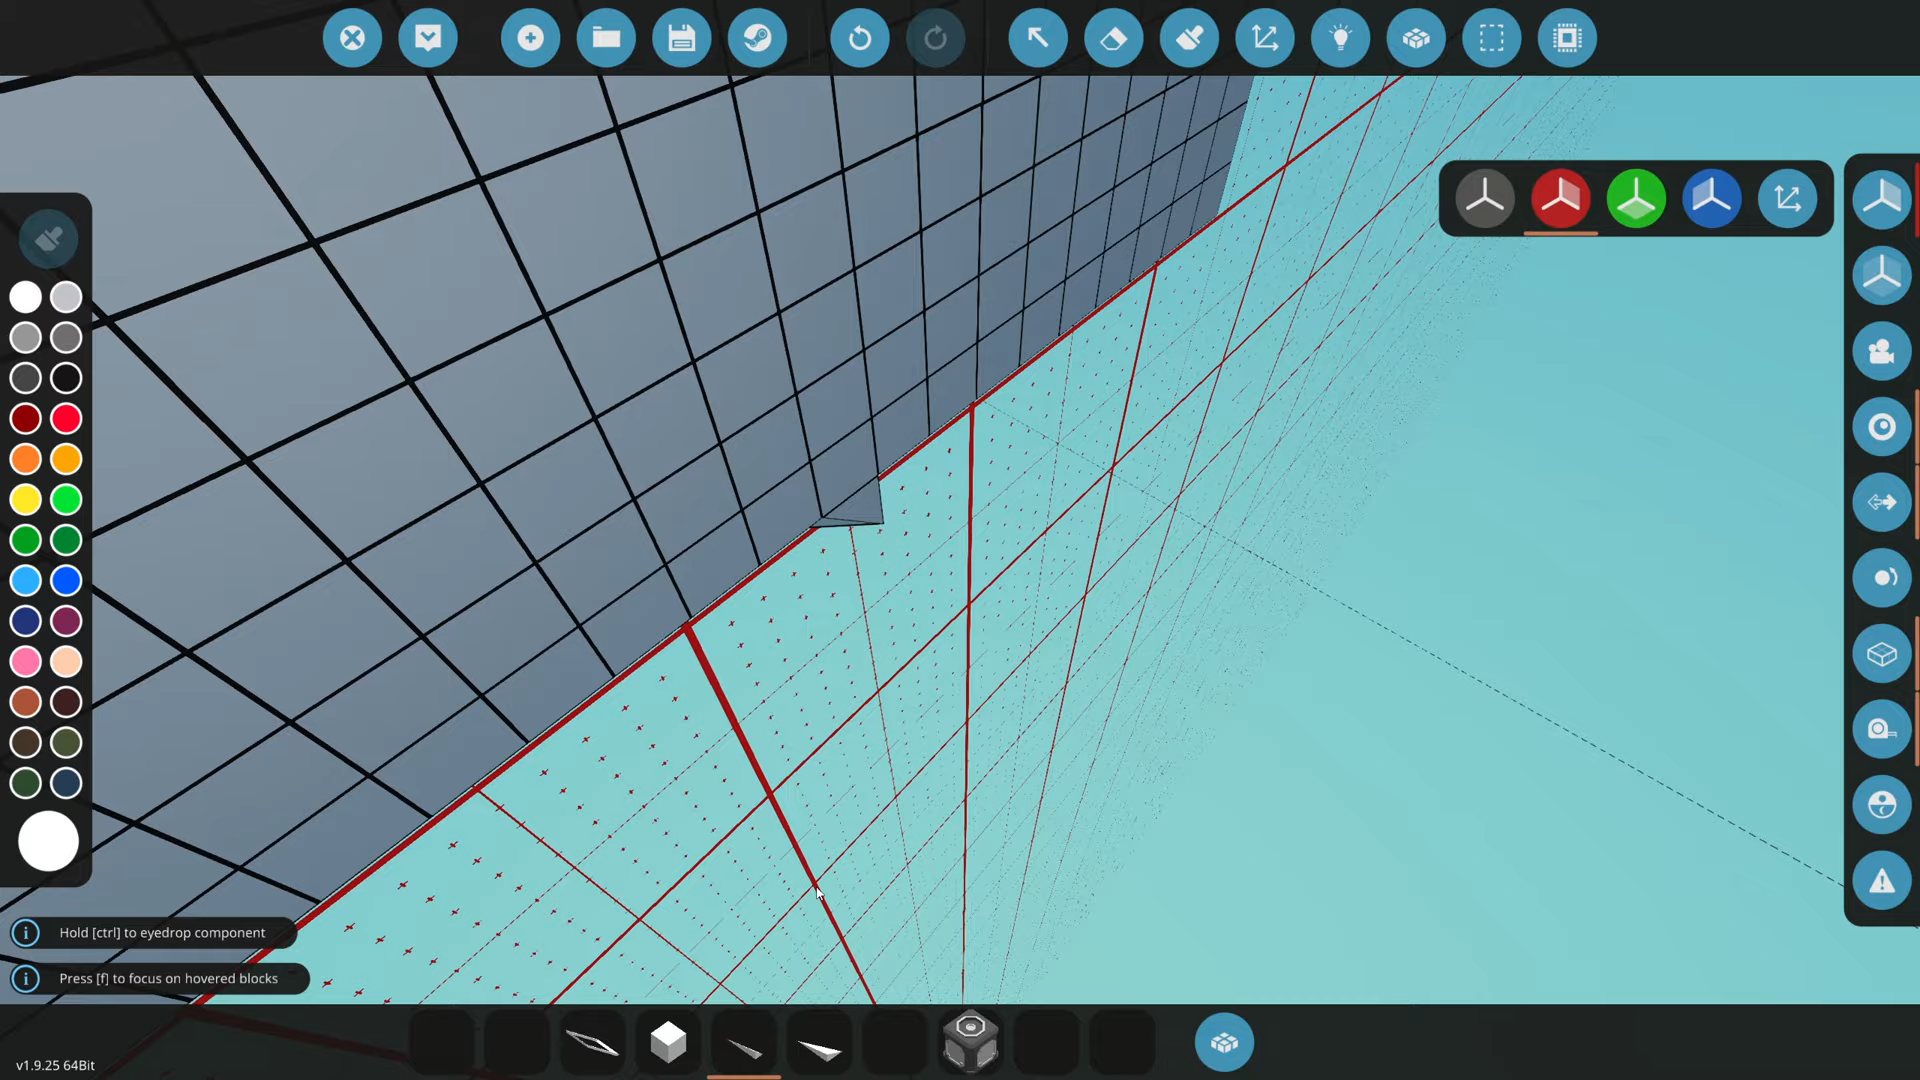 Hold [ctrl] to eyedrop component
Press [f] to focus on hovered blocks
v1.9.25 64Bit